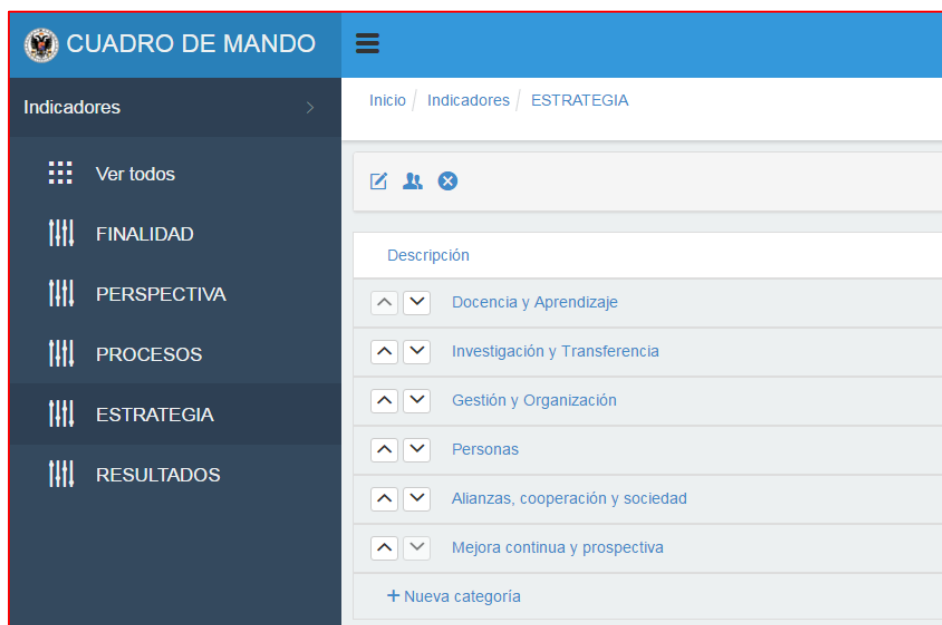 CUADRO DE MANDO
Indicadores
Ver todos
FINALIDAD
PERSPECTIVA
PROCESOS
ESTRATEGIA
RESULTADOS
Inicio / Indicadores / ESTRATEGIA
Descripción
Docencia y Aprendizaje
Investigación y Transferencia
Gestión y Organización
Personas
Alianzas, cooperación y sociedad
Mejora continua y prospectiva
+ Nueva categoría